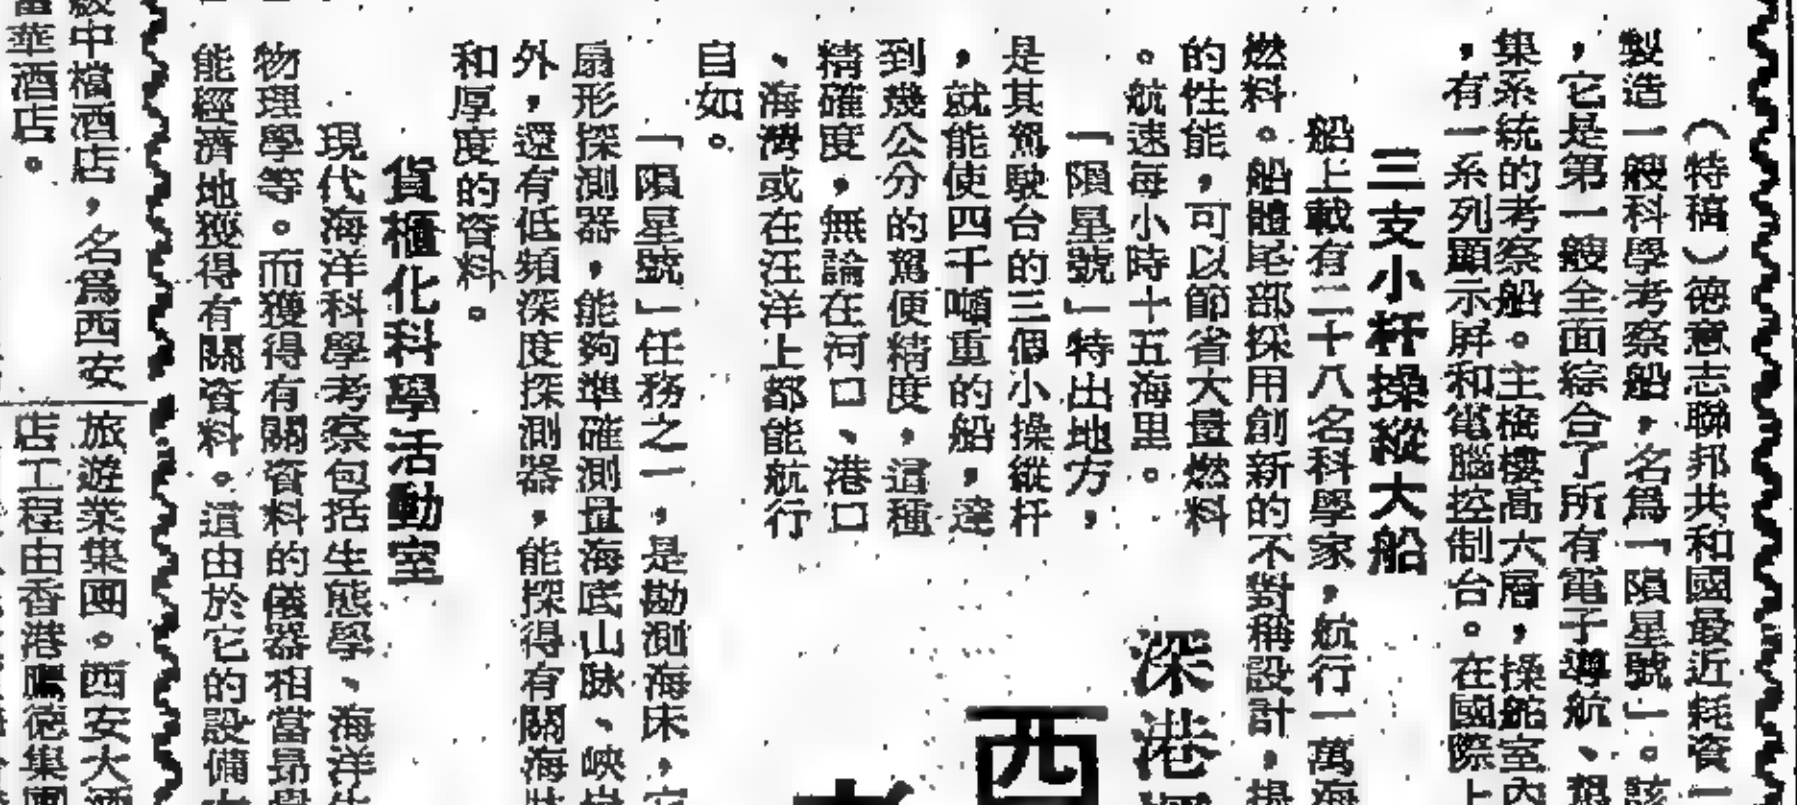 （特稿）德意志聯邦共和國最近耗資一
製造一艘科學考察船，名爲「隕星號」。該
，它是第一艘全面綜合了所有電子導航、
集系統的考察船。主橋樓高六層，操舵室內
，有一系列顯示屏和電腦控制台。在國際上
三支小杆操縱大船
船上載有二十八名科學家，航行一萬海
燃料。船體尾部採用創新的不對稱設計，
的性能，可以節省大量燃料
。航速每小時十五海里。
「隕星號」特出地方，
是其駕駛台的三個小操縱杆
，就能使四千噸重的船，達
到幾公分的駕便精度，這種
精確度，無論在河口、港口
、海灣或在汪洋上都能航行
自如。
「隕星號」任務之一，是勘測海床，它
扇形探測器，能夠準確測量海底山脉、峽
外，還有低頻深度探測器，能探得有關海
和厚度的資料。
貨櫃化科學活動室
現代海洋科學考察包括生態學、海洋
物理學等。而獲得有關資料的儀器相當昂
能經濟地獲得有關資料。這由於它的設備
深港
西
中檔酒店，名爲西安
華酒店。
旅遊業集團。西安大酒
店工程由香港 集團